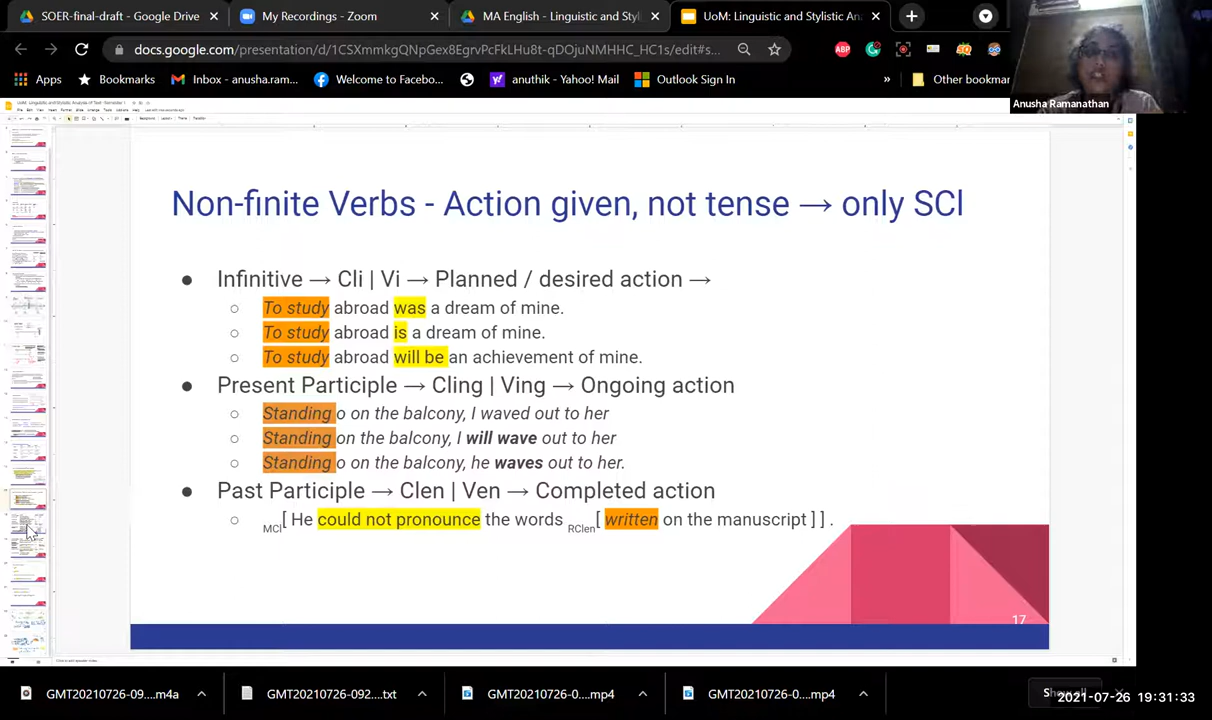 SOER-final-draft - Google Drive
My Recordings - Zoom
MA English - Linguistic and Styl
UoM: Linguistic and Stylistic An
docs.google.com/presentation/d/1CSXmmkgQNpGex8EgrvPcFkLHu8t-qDOjuNMHHC_HC1s/edit#s...
Apps
Bookmarks
Inbox - anusha.ram...
Welcome to Facebo...
anuthik - Yahoo! Mail
Outlook Sign In
»
Other bookmar
Anusha Ramanathan
Non-finite Verbs - Action given, not tense → only SCl
Infinitive → Cli | Vi → Planned / desired action →
To study abroad was a dream of mine.
To study abroad is a dream of mine.
To study abroad will be an achievement of mine.
Present Participle → Cling | Ving → Ongoing action
Standing o on the balcony, I waved out to her
Standing on the balcony, I will wave out to her
Standing o on the balcony, he waves out to her.
Past Participle → Clen | Ven → Completed action
MCl[ He could not pronounce the words RClen[ written on the manuscript ] ] .
17
GMT20210726-09....m4a
GMT20210726-092....txt
GMT20210726-0....mp4
GMT20210726-0....mp4
2021-07-26 19:31:33